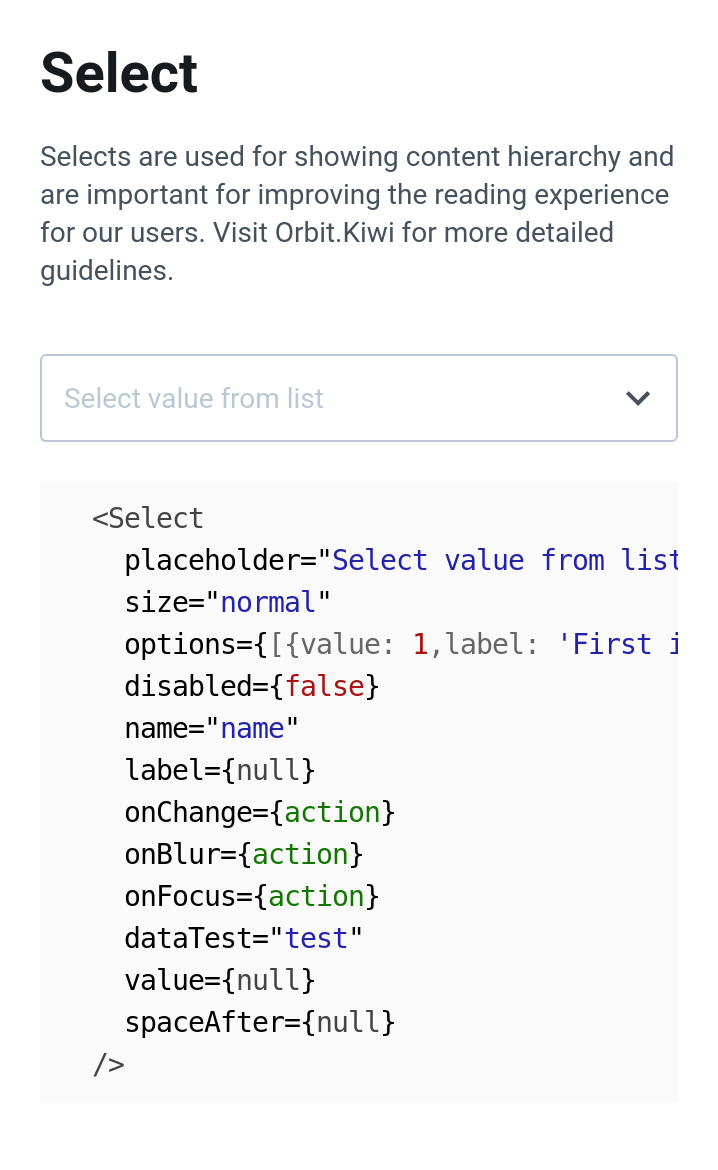 Select
Selects are used for showing content hierarchy and
are important for improving the reading experience
for our users. Visit Orbit.Kiwi for more detailed
guidelines.
Select value from list
<Select
placeholder="Select value from list
size="normal"
options={[{value: 1,label: 'First i
disabled={false}
name="name"
label={null}
onChange={action}
onBlur={action}
onFocus={action}
dataTest="test"
value={null}
spaceAfter={null}
/>